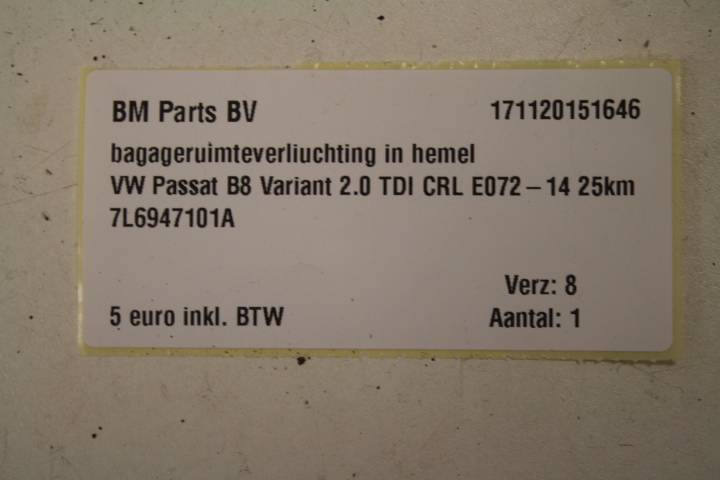 BM Parts BV 171120151646
bagageruimteverliuchting in hemel
VW Passat B8 Variant 2.0 TDI CRL E072 – 14 25km
7L6947101A
Verz: 8
5 euro inkl. BTW Aantal: 1